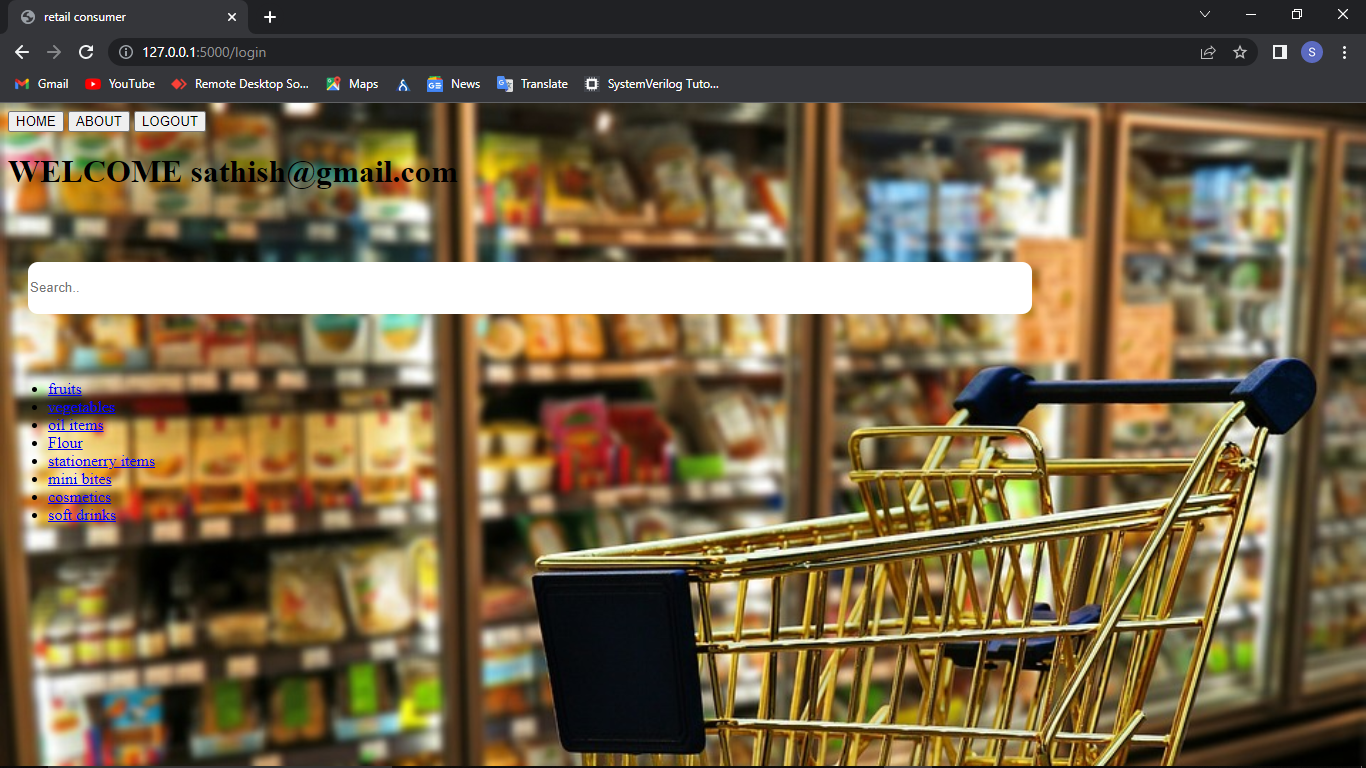 retail consumer
127.0.0.1:5000/login
S
Gmail YouTube Remote Desktop So... Maps News Translate SystemVerilog Tuto...
HOME ABOUT LOGOUT
WELCOME sathish@gmail.com
Search..
fruits
vegetables
oil items
Flour
stationerry items
mini bites
cosmetics
soft drinks